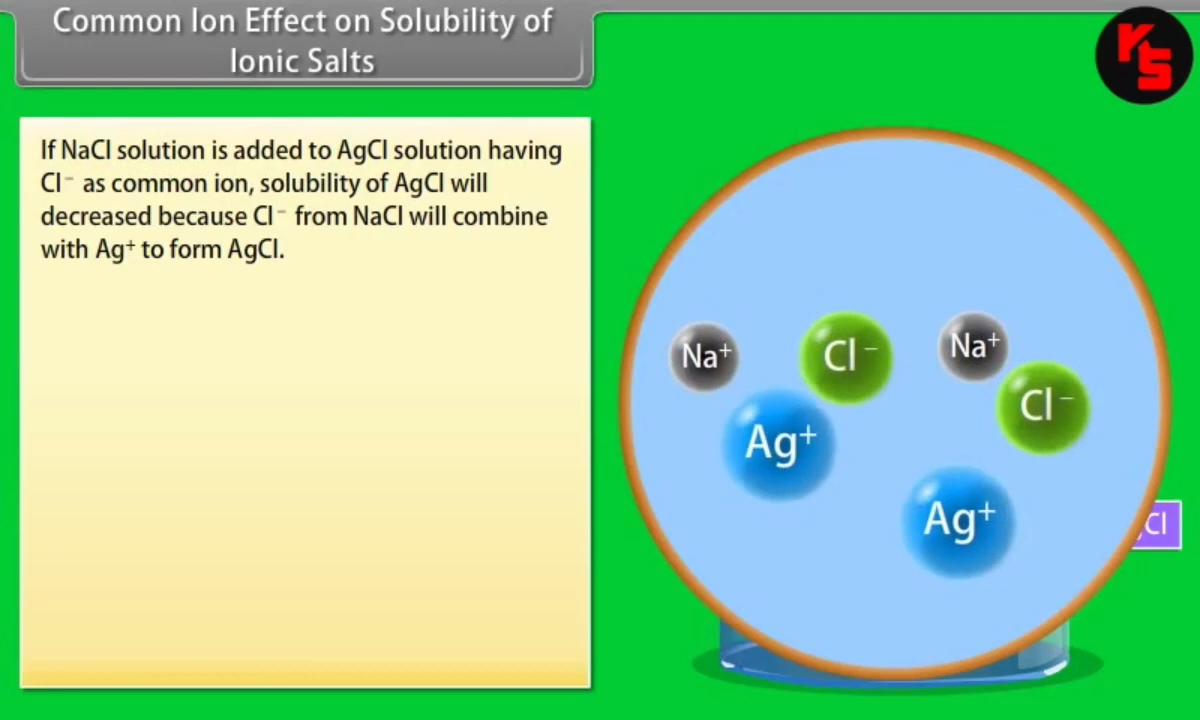 Common Ion Effect on Solubility of
Ionic Salts
KS
If NaCl solution is added to AgCl solution having
Cl⁻ as common ion, solubility of AgCl will
decreased because Cl⁻ from NaCl will combine
with Ag⁺ to form AgCl.
Na⁺
Cl⁻
Na⁺
Cl⁻
Ag⁺
Ag⁺
Cl